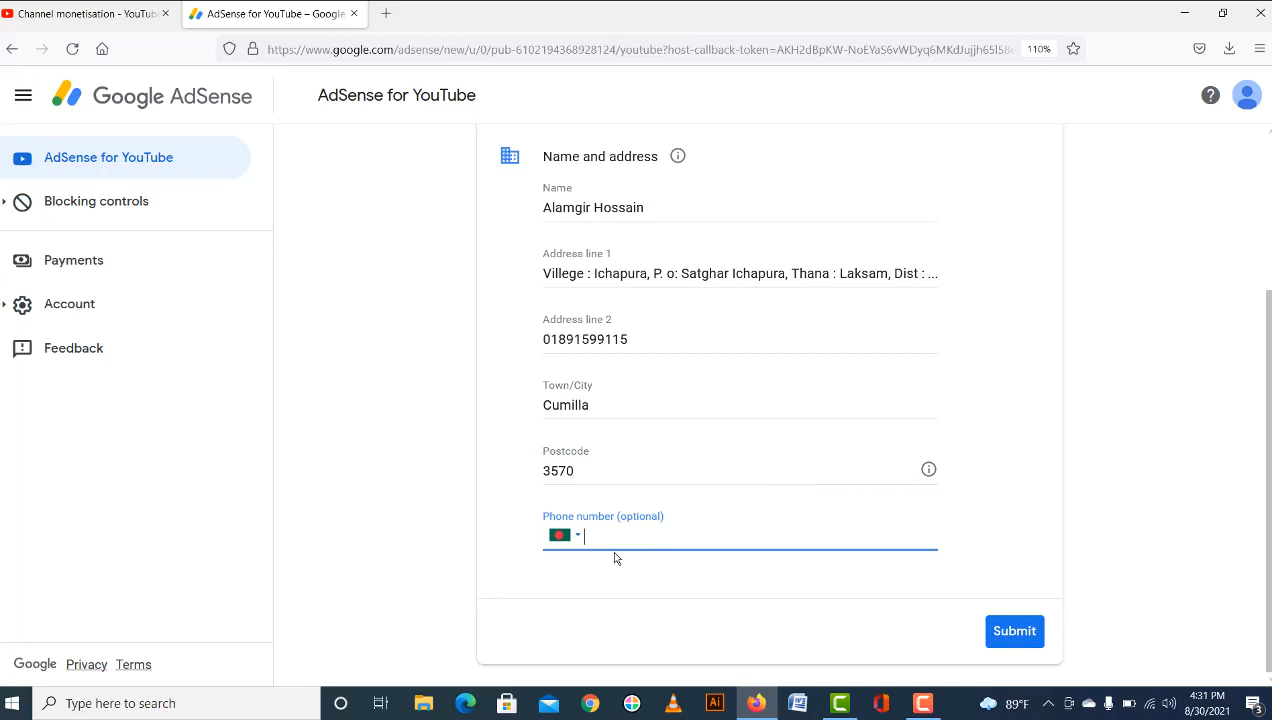 Channel monetisation - YouTub
AdSense for YouTube – Google
https://www.google.com/adsense/new/u/0/pub-6102194368928124/youtube?host-callback-token=AKH2dBpKW-NoEYaS6vWDyq6MKdJujjh65l58
110%
Google AdSense
AdSense for YouTube
AdSense for YouTube
Blocking controls
Payments
Account
Feedback
Name and address
Name
Alamgir Hossain
Address line 1
Villege : Ichapura, P. o: Satghar Ichapura, Thana : Laksam, Dist : ...
Address line 2
01891599115
Town/City
Cumilla
Postcode
3570
Phone number (optional)
Submit
Google Privacy Terms
Type here to search
Ai
89°F
4:31 PM
8/30/2021
3